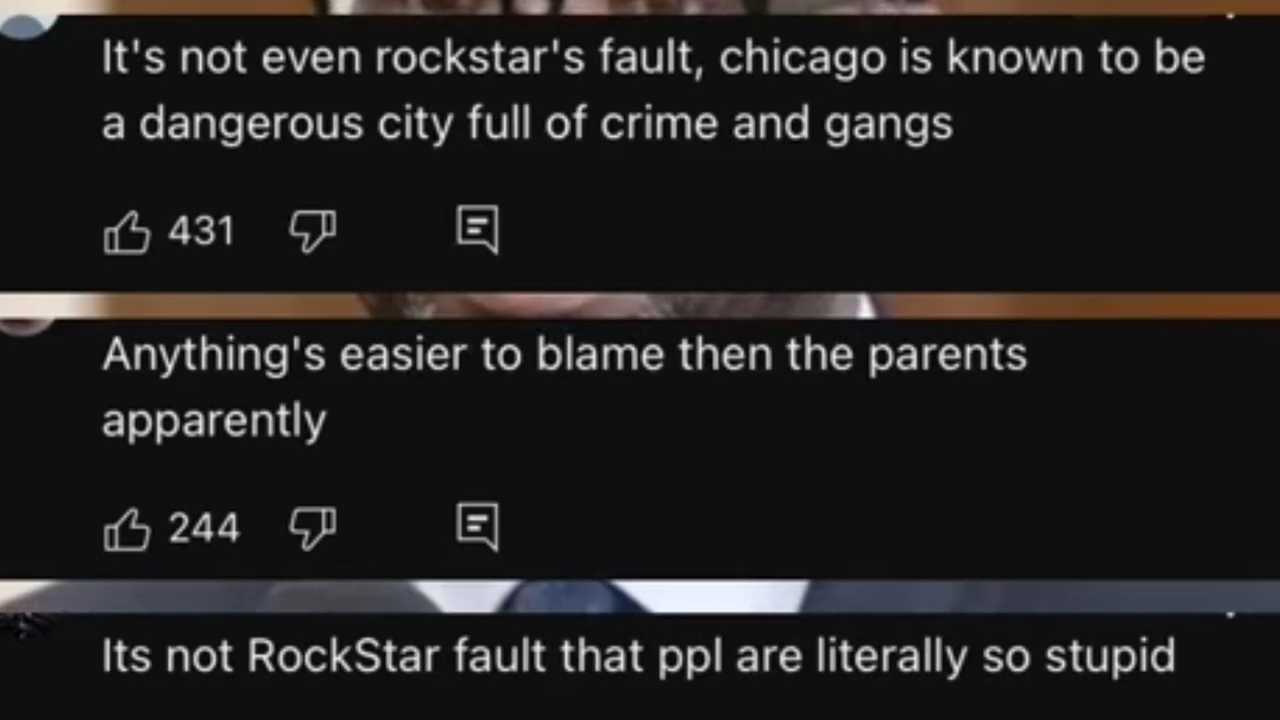 It's not even rockstar's fault, chicago is known to be
a dangerous city full of crime and gangs
431
Anything's easier to blame then the parents
apparently
244
Its not RockStar fault that ppl are literally so stupid